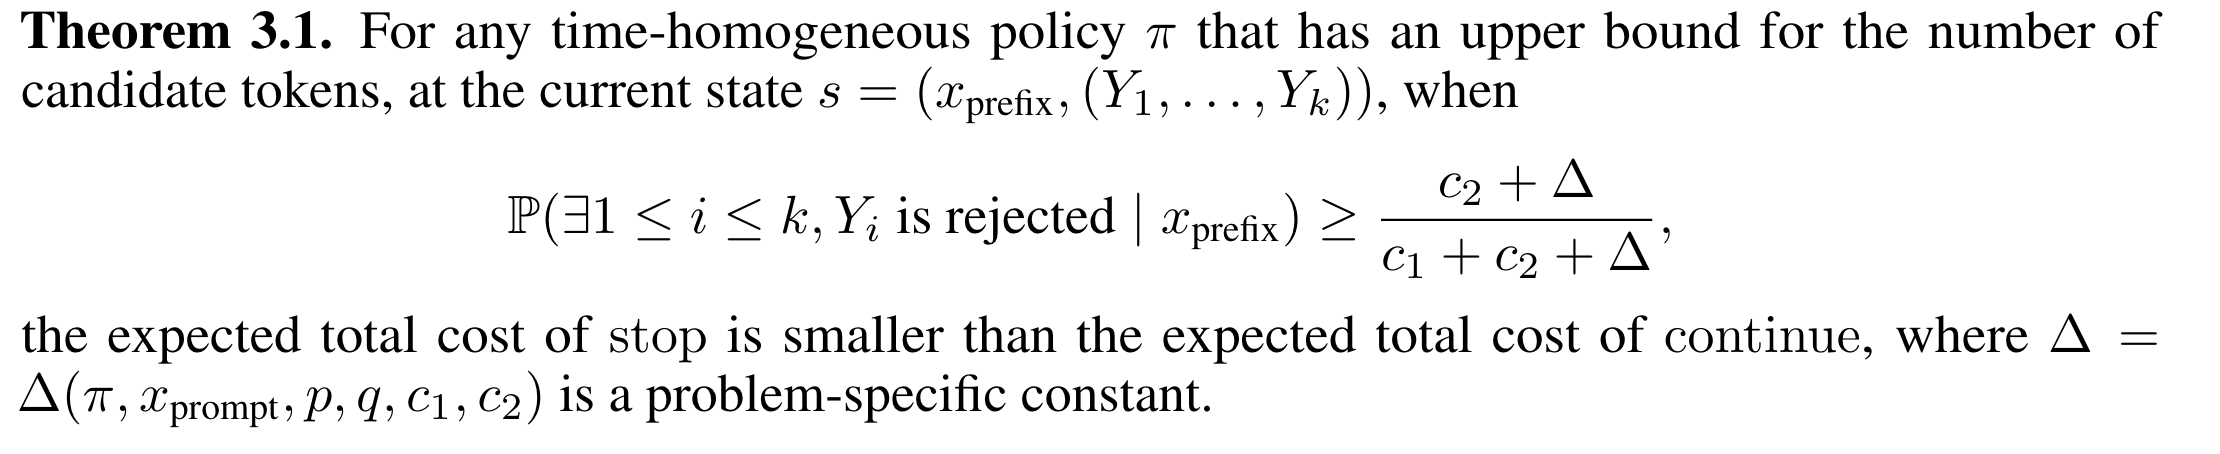 Theorem 3.1. For any time-homogeneous policy π that has an upper bound for the number of
candidate tokens, at the current state s = (x_prefix, (Y_1, . . . , Y_k)), when
ℙ(∃1 ≤ i ≤ k, Y_i is rejected | x_prefix) ≥ \frac{c_2 + Δ}{c_1 + c_2 + Δ},
the expected total cost of stop is smaller than the expected total cost of continue, where Δ =
Δ(π, x_prompt, p, q, c_1, c_2) is a problem-specific constant.